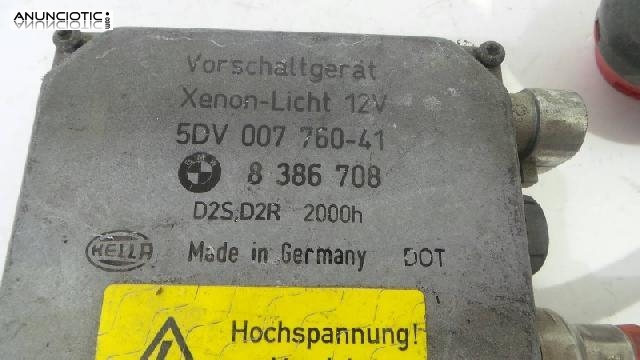 ANUNCIOTIC
Vorschaltgerät
Xenon-Licht 12V
5DV 007 760-41
BMW
8 386 708
D2S,D2R 2000h
HELLA
Made in Germany DOT
Hochspannung!